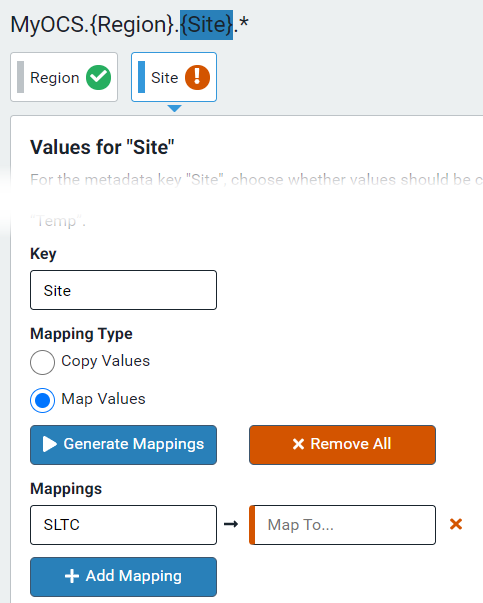 MyOCS.{Region}.{Site}.*
Region
Site
Values for "Site"
For the metadata key "Site", choose whether values should be c
"Temp".
Key
Site
Mapping Type
Copy Values
Map Values
Generate Mappings
Remove All
Mappings
SLTC
Map To...
Add Mapping